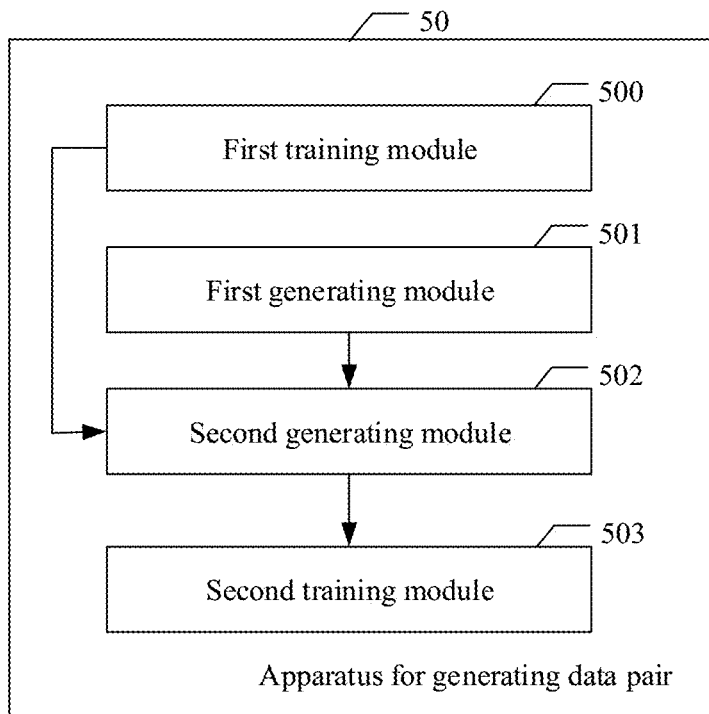 50
500
First training module
501
First generating module
502
Second generating module
503
Second training module
Apparatus for generating data pair